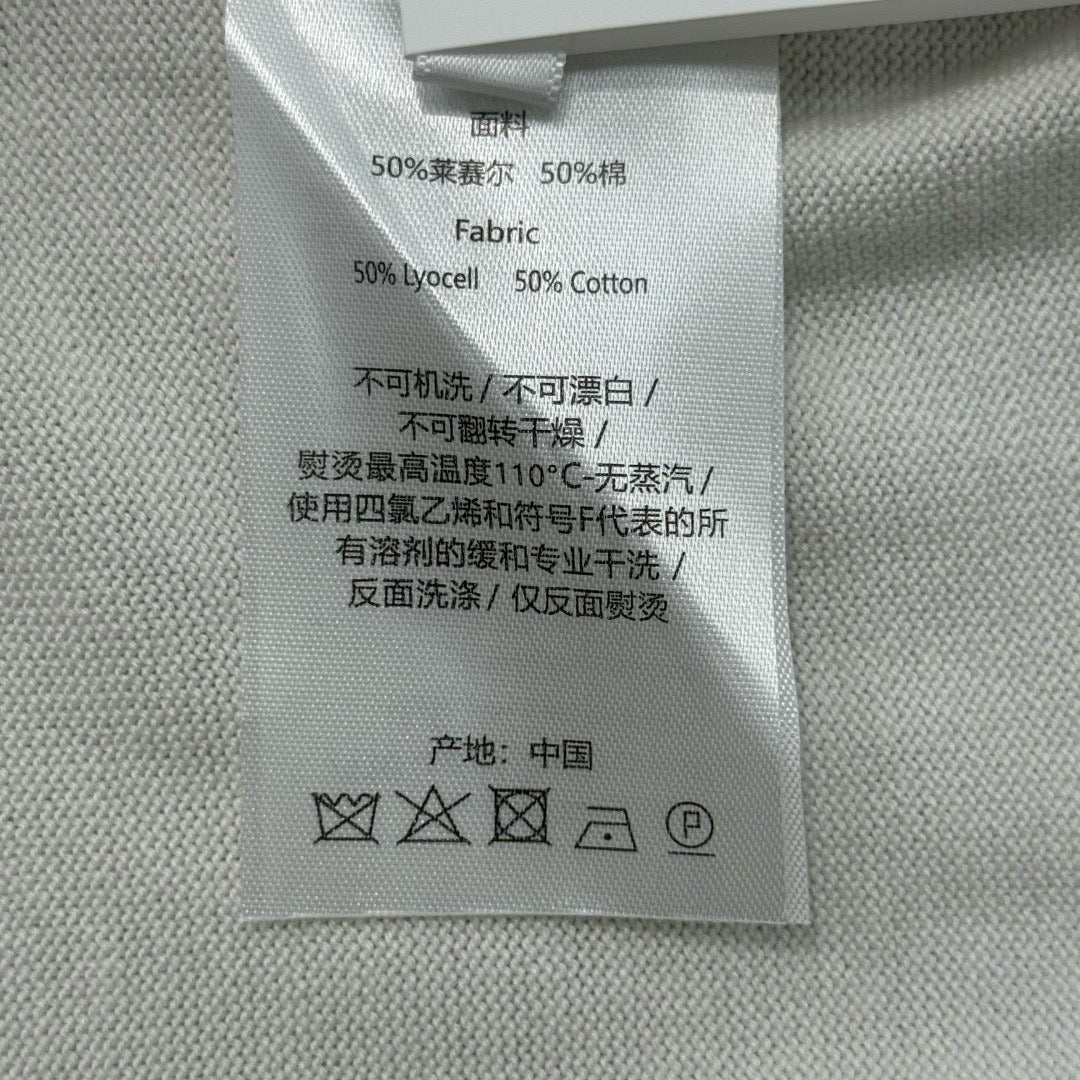 面料
50%莱赛尔 50%棉
Fabric
50% Lyocell 50% Cotton
不可机洗 / 不可漂白 /
不可翻转干燥 /
熨烫最高温度110°C-无蒸汽 /
使用四氯乙烯和符号F代表的所
有溶剂的缓和专业干洗 /
反面洗涤 / 仅反面熨烫
产地：中国
P